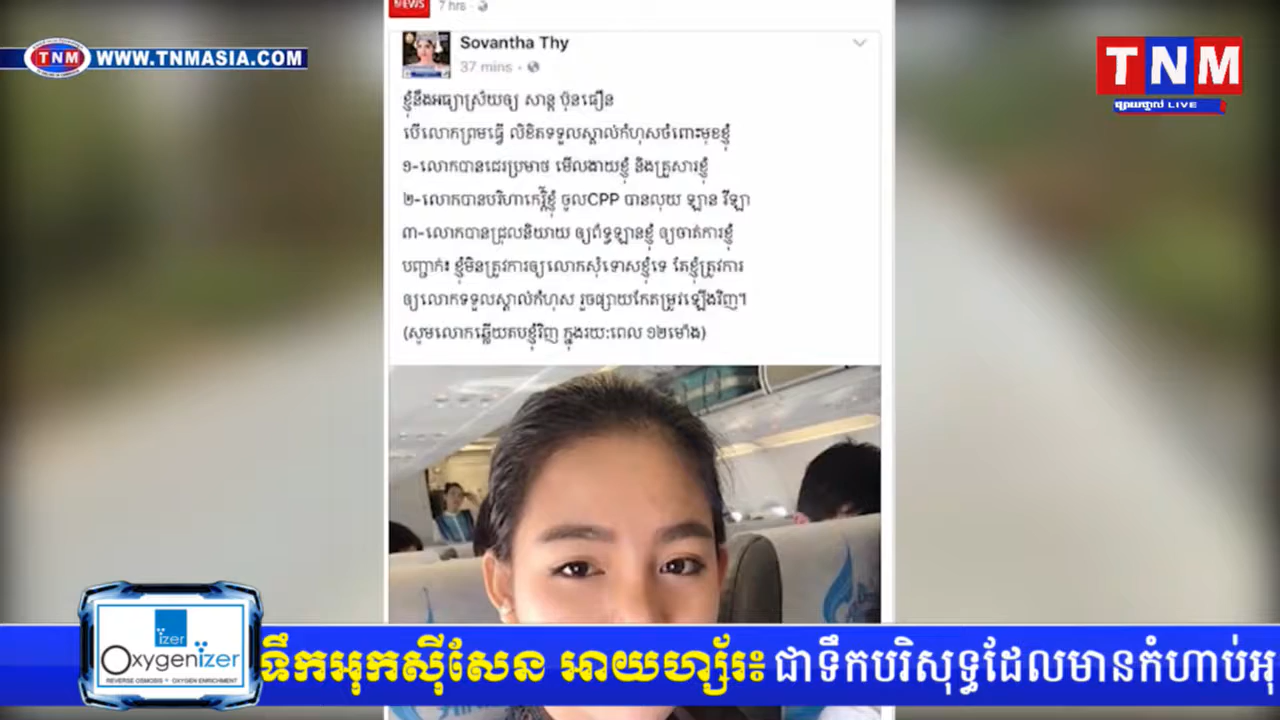 NEWS
7 hrs
Sovantha Thy
37 mins
TNM
WWW.TNMASIA.COM
TNM
ផ្សាយផ្ទាល់ LIVE
ខ្ញុំនឹងអធ្យាស្រ័យឲ្យ សាន្ត ប៊ុនធឿន
បើលោកព្រមធ្វើ លិខិតទទួលស្គាល់កំហុសចំពោះមុខខ្ញុំ
១-លោកបានជេរប្រមាថ មើលងាយខ្ញុំ និងគ្រួសារខ្ញុំ
២-លោកបានបរិហាកេរ្តិ៍ខ្ញុំ ចូលCPP បានលុយ ឡាន វីឡា
៣-លោកបានជ្រុលនិយាយ ឲ្យព័ទ្ធឡានខ្ញុំ ឲ្យចាត់ការខ្ញុំ
បញ្ជាក់៖ ខ្ញុំមិនត្រូវការឲ្យលោកសុំទោសខ្ញុំទេ តែខ្ញុំត្រូវការ
ឲ្យលោកទទួលស្គាល់កំហុស រួចផ្សាយកែតម្រូវឡើងវិញ។
(សូមលោកឆ្លើយតបខ្ញុំវិញ ក្នុងរយៈពេល ១២ម៉ោង)
izer
Oxygenizer
REVERSE OSMOSIS + OXYGEN ENRICHMENT
ទឹកអុកស៊ីសែន អាយហ្ស័រ៖ ជាទឹកបរិសុទ្ធដែលមានកំហាប់អុ